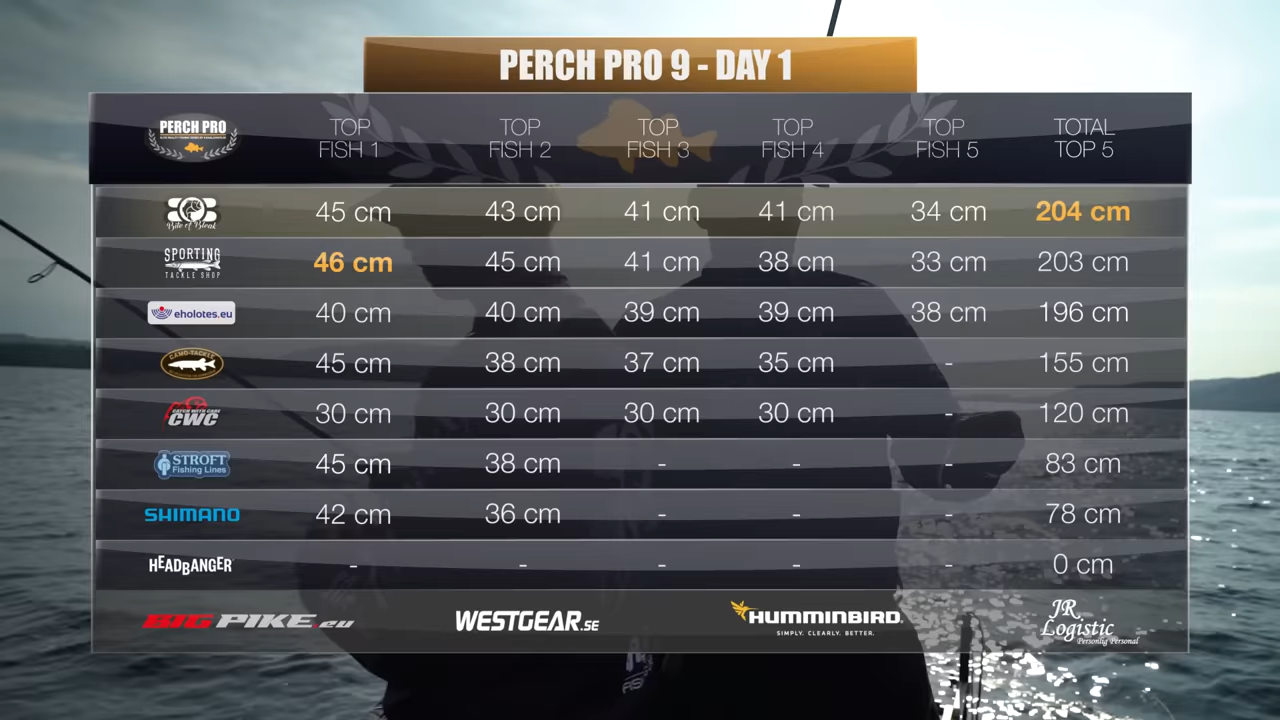 PERCH PRO 9 - DAY 1
PERCH PRO
TOP FISH 1
TOP FISH 2
TOP FISH 3
TOP FISH 4
TOP FISH 5
TOTAL TOP 5
Bite of Bleak 45 cm 43 cm 41 cm 41 cm 34 cm 204 cm
SPORTING TACKLE SHOP 46 cm 45 cm 41 cm 38 cm 33 cm 203 cm
eholotes.eu 40 cm 40 cm 39 cm 39 cm 38 cm 196 cm
CAMO-TACKLE 45 cm 38 cm 37 cm 35 cm - 155 cm
CATCH WITH CARE CWC 30 cm 30 cm 30 cm 30 cm - 120 cm
STROFT Fishing Lines 45 cm 38 cm - - - 83 cm
SHIMANO 42 cm 36 cm - - - 78 cm
HEADBANGER - - - - - 0 cm
BIG PIKE.eu WESTGEAR.SE HUMMINBIRD JR Logistic
SIMPLY. CLEARLY. BETTER. Personlig Personal